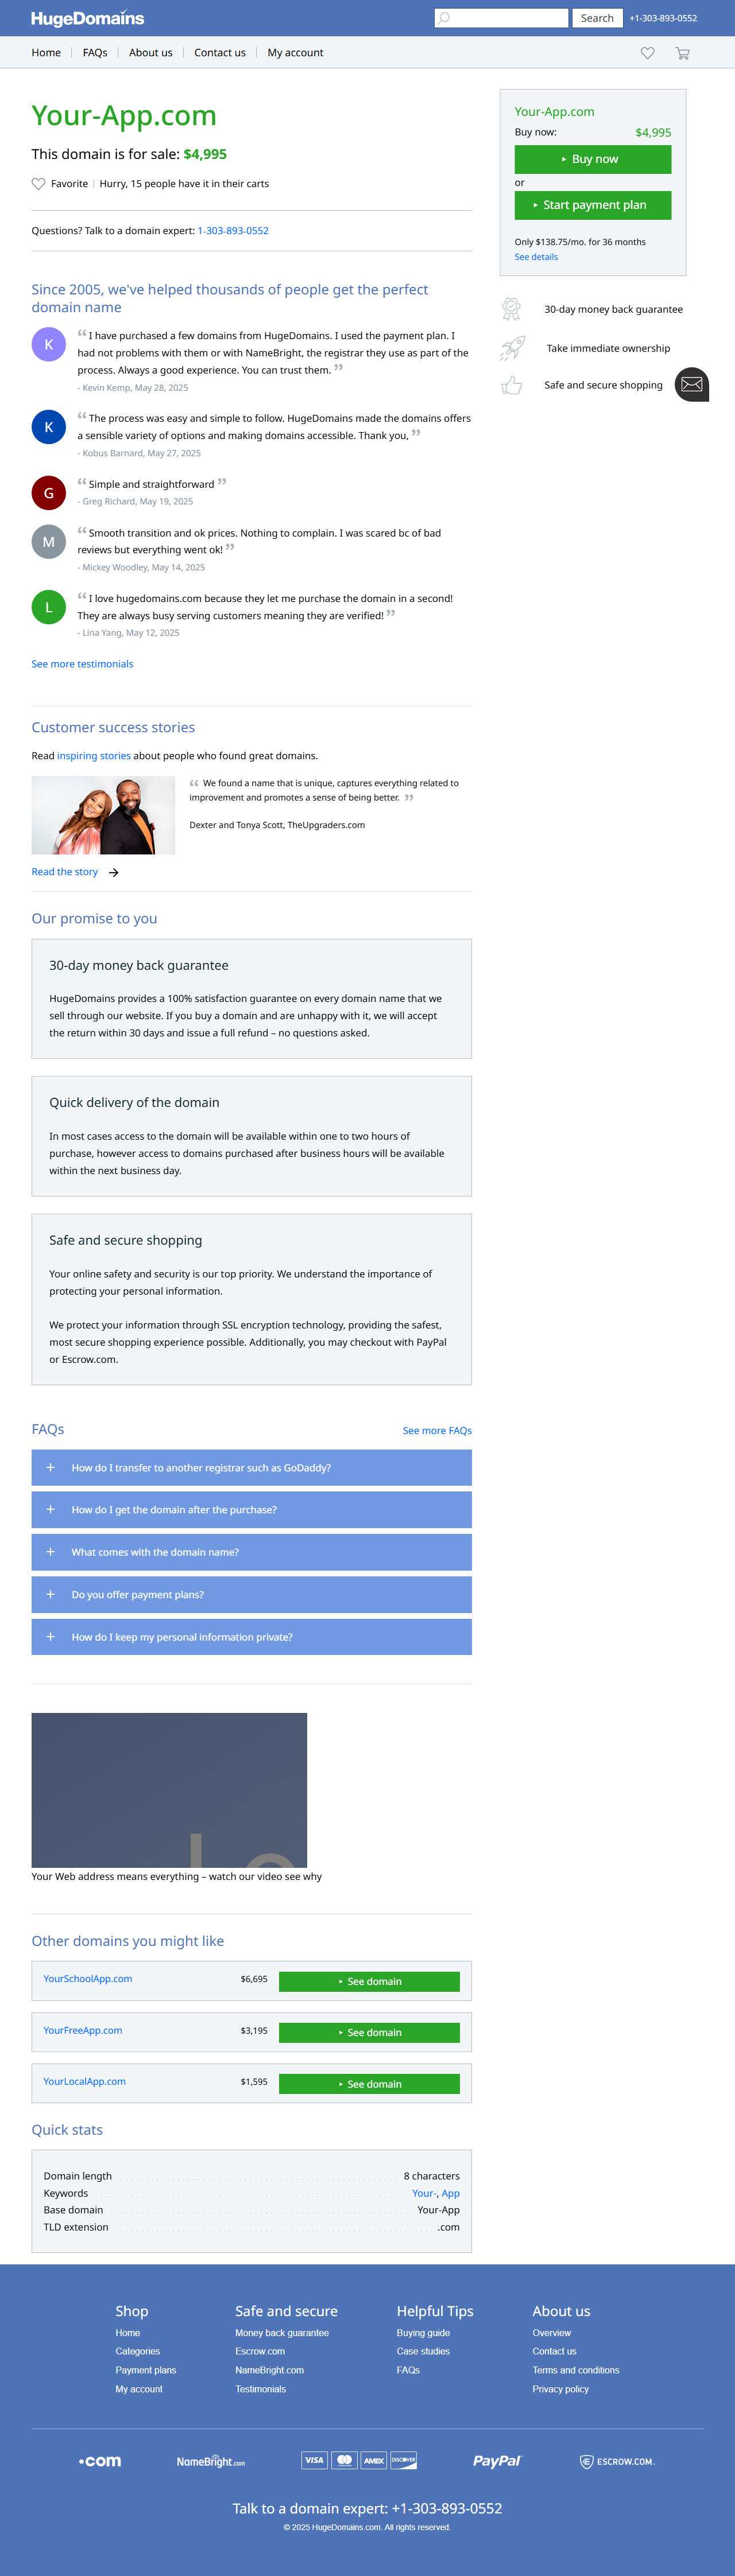 HugeDomains
Search
+1-303-893-0552
Home
FAQs
About us
Contact us
My account
Your-App.com
This domain is for sale: $4,995
Favorite
Hurry, 15 people have it in their carts
Questions? Talk to a domain expert: 1-303-893-0552
Your-App.com
Buy now:
$4,995
Buy now
or
Start payment plan
Only $138.75/mo. for 36 months
See details
30-day money back guarantee
Take immediate ownership
Safe and secure shopping
Since 2005, we've helped thousands of people get the perfect
domain name
K
“ I have purchased a few domains from HugeDomains. I used the payment plan. I
had not problems with them or with NameBright, the registrar they use as part of the
process. Always a good experience. You can trust them. ”
- Kevin Kemp, May 28, 2025
K
“ The process was easy and simple to follow. HugeDomains made the domains offers
a sensible variety of options and making domains accessible. Thank you, ”
- Kobus Barnard, May 27, 2025
G
“ Simple and straightforward ”
- Greg Richard, May 19, 2025
M
“ Smooth transition and ok prices. Nothing to complain. I was scared bc of bad
reviews but everything went ok! ”
- Mickey Woodley, May 14, 2025
L
“ I love hugedomains.com because they let me purchase the domain in a second!
They are always busy serving customers meaning they are verified! ”
- Lina Yang, May 12, 2025
See more testimonials
Customer success stories
Read inspiring stories about people who found great domains.
“ We found a name that is unique, captures everything related to
improvement and promotes a sense of being better. ”
Dexter and Tonya Scott, TheUpgraders.com
Read the story
Our promise to you
30-day money back guarantee
HugeDomains provides a 100% satisfaction guarantee on every domain name that we
sell through our website. If you buy a domain and are unhappy with it, we will accept
the return within 30 days and issue a full refund – no questions asked.
Quick delivery of the domain
In most cases access to the domain will be available within one to two hours of
purchase, however access to domains purchased after business hours will be available
within the next business day.
Safe and secure shopping
Your online safety and security is our top priority. We understand the importance of
protecting your personal information.
We protect your information through SSL encryption technology, providing the safest,
most secure shopping experience possible. Additionally, you may checkout with PayPal
or Escrow.com.
FAQs
See more FAQs
+ How do I transfer to another registrar such as GoDaddy?
+ How do I get the domain after the purchase?
+ What comes with the domain name?
+ Do you offer payment plans?
+ How do I keep my personal information private?
Your Web address means everything – watch our video see why
Other domains you might like
YourSchoolApp.com $6,695 See domain
YourFreeApp.com $3,195 See domain
YourLocalApp.com $1,595 See domain
Quick stats
Domain length 8 characters
Keywords Your-, App
Base domain Your-App
TLD extension .com
Shop
Home
Categories
Payment plans
My account
Safe and secure
Money back guarantee
Escrow.com
NameBright.com
Testimonials
Helpful Tips
Buying guide
Case studies
FAQs
About us
Overview
Contact us
Terms and conditions
Privacy policy
.com
NameBright.com
VISA
AMEX
DISCOVER
PayPal
ESCROW.COM
Talk to a domain expert: +1-303-893-0552
© 2025 HugeDomains.com. All rights reserved.